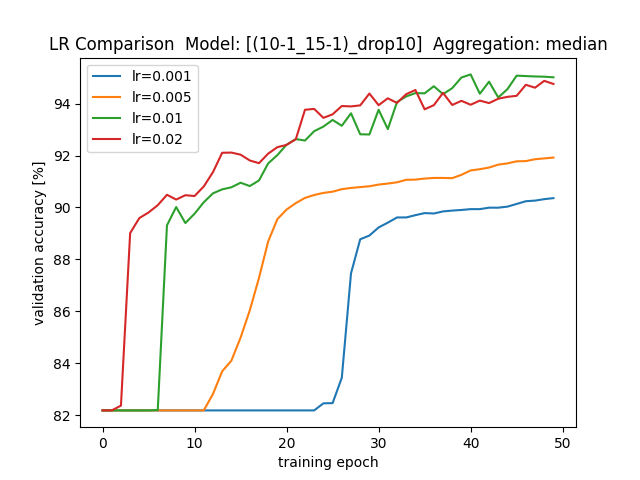 LR Comparison  Model: [(10-1_15-1)_drop10]  Aggregation: median
lr=0.001
lr=0.005
lr=0.01
lr=0.02
validation accuracy [%]
94
92
90
88
86
84
82
0 10 20 30 40 50
training epoch